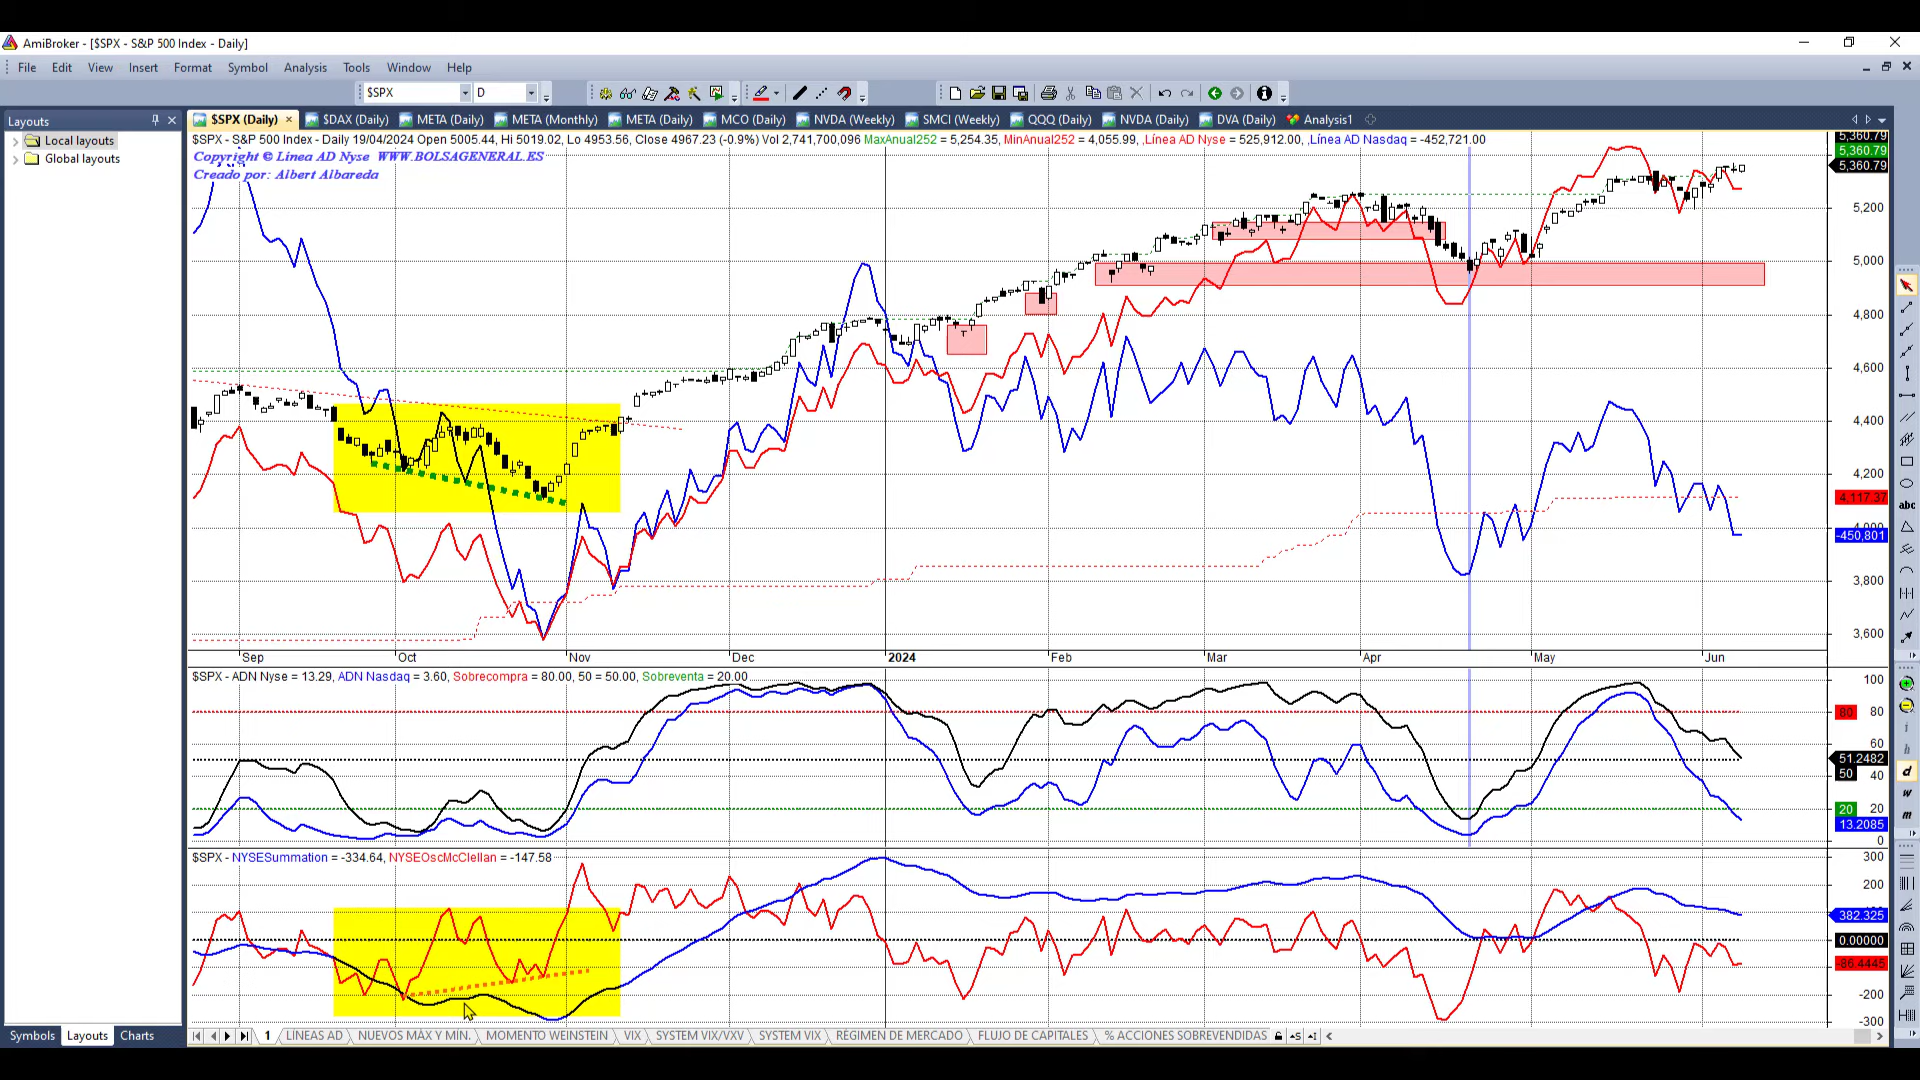 AmiBroker - [$SPX - S&P 500 Index - Daily]
File Edit View Insert Format Symbol Analysis Tools Window Help
$SPX D
Layouts
Local layouts
Global layouts
$SPX (Daily) $DAX (Daily) META (Daily) META (Monthly) META (Daily) MCO (Daily) NVDA (Weekly) SMCI (Weekly) QQQ (Daily) NVDA (Daily) DVA (Daily) Analysis1
$SPX - S&P 500 Index - Daily 19/04/2024 Open 5005.44, Hi 5019.02, Lo 4953.56, Close 4967.23 (-0.9%) Vol 2,741,700,096 MaxAnual252 = 5,254.35, MinAnual252 = 4,055.99, ,Línea AD Nyse = 525,912.00, ,Línea AD Nasdaq = -452,721.00
Copyright © Linea AD Nyse WWW.BOLSAGENERAL.ES
Creado por: Albert Albareda
5,360.79
5,360.79
5,360.79
5,200
5,000
4,800
4,600
4,400
4,200
4,117.37
4,000
-450,801
3,800
3,600
Sep Oct Nov Dec 2024 Feb Mar Apr May Jun
$SPX - ADN Nyse = 13.29, ADN Nasdaq = 3.60, Sobrecompra = 80.00, 50 = 50.00, Sobreventa = 20.00
100
80 80
60
51.2482
50 40
20 20
13.2085
0
$SPX - NYSESummation = -334.64, NYSEOscMcClellan = -147.58
300
200
382.325
0.00000
-86.4445
-200
-300
abc
d
w
m
Symbols Layouts Charts
1 LÍNEAS AD NUEVOS MÁX Y MÍN. MOMENTO WEINSTEIN VIX SYSTEM VIX/VXV SYSTEM VIX RÉGIMEN DE MERCADO FLUJO DE CAPITALES % ACCIONES SOBREVENDIDAS